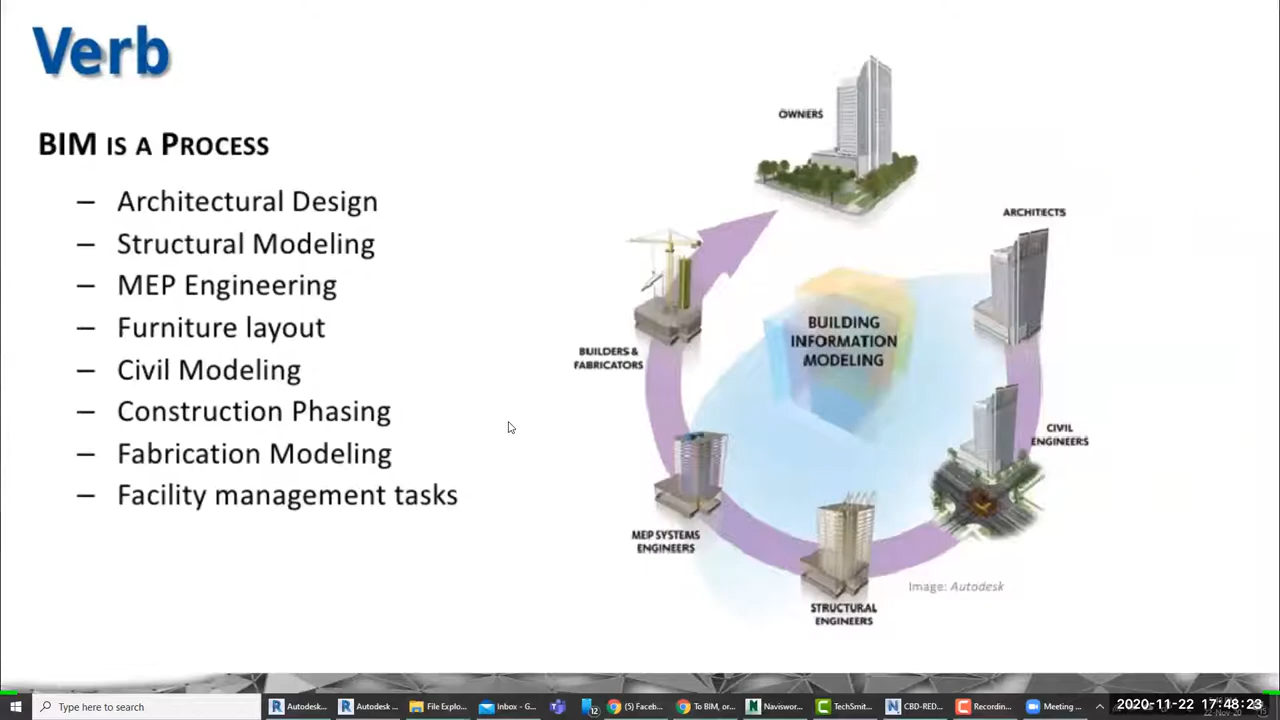 Verb
BIM IS A PROCESS
– Architectural Design
– Structural Modeling
– MEP Engineering
– Furniture layout
– Civil Modeling
– Construction Phasing
– Fabrication Modeling
– Facility management tasks
OWNERS
ARCHITECTS
BUILDING
INFORMATION
MODELING
BUILDERS &
FABRICATORS
CIVIL
ENGINEERS
MEP SYSTEMS
ENGINEERS
STRUCTURAL
ENGINEERS
Image: Autodesk
Type here to search
Autodesk...
Autodesk ...
File Explo...
Inbox - G...
12
(5) Faceb...
To BIM, or...
Naviswor...
TechSmit...
CBD-RED...
Recordin...
Meeting ...
2020-11-22 17:48:23